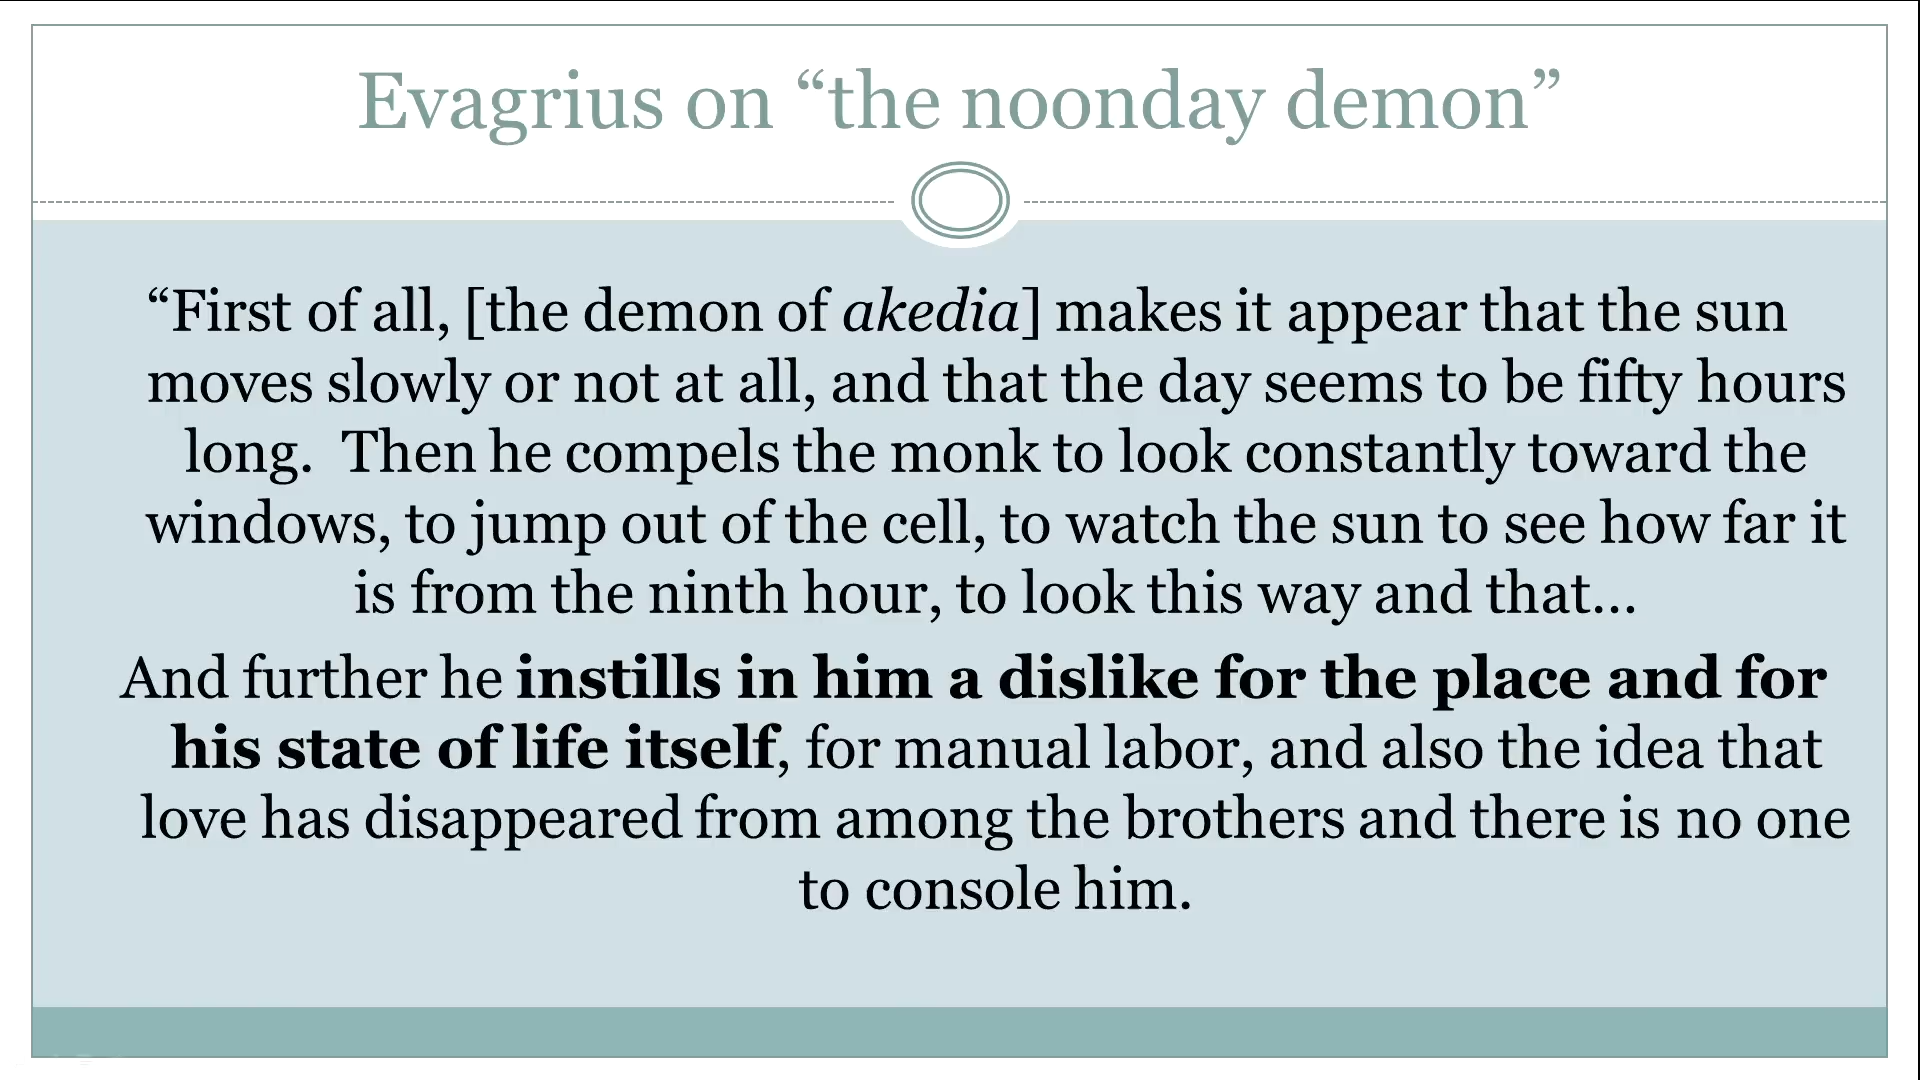 Evagrius on “the noonday demon”
“First of all, [the demon of akedia] makes it appear that the sun
moves slowly or not at all, and that the day seems to be fifty hours
long.  Then he compels the monk to look constantly toward the
windows, to jump out of the cell, to watch the sun to see how far it
is from the ninth hour, to look this way and that…
And further he instills in him a dislike for the place and for
his state of life itself, for manual labor, and also the idea that
love has disappeared from among the brothers and there is no one
to console him.